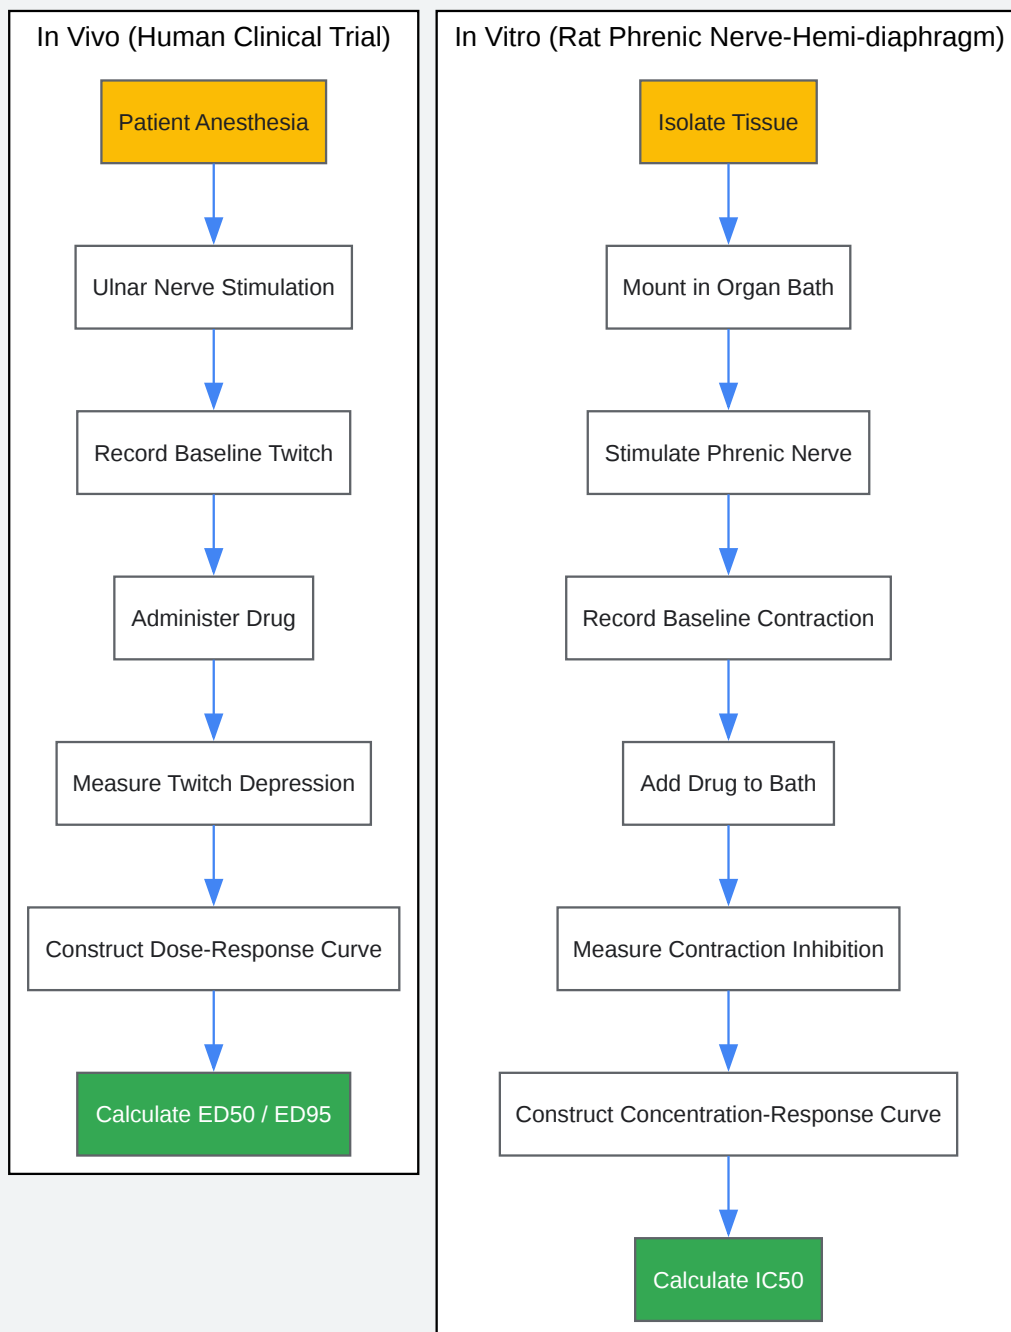 In Vivo (Human Clinical Trial)
Patient Anesthesia
Ulnar Nerve Stimulation
Record Baseline Twitch
Administer Drug
Measure Twitch Depression
Construct Dose-Response Curve
Calculate ED50 / ED95
In Vitro (Rat Phrenic Nerve-Hemi-diaphragm)
Isolate Tissue
Mount in Organ Bath
Stimulate Phrenic Nerve
Record Baseline Contraction
Add Drug to Bath
Measure Contraction Inhibition
Construct Concentration-Response Curve
Calculate IC50